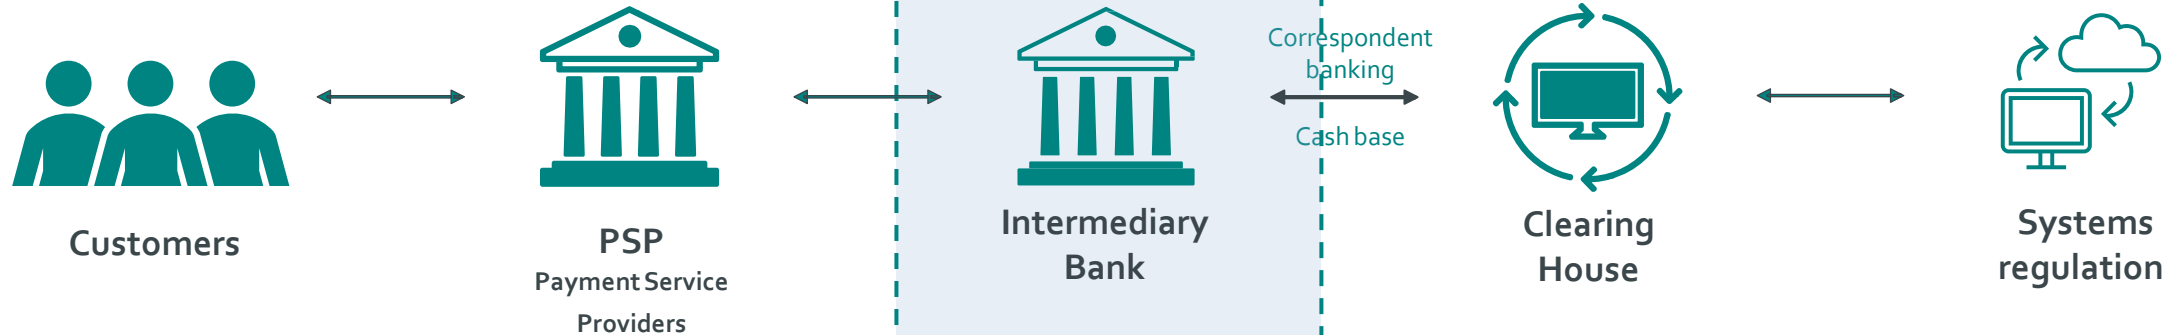 Customers
PSP
Payment Service
Providers
Intermediary
Bank
Correspondent
banking
Cash base
Clearing
House
Systems
regulation